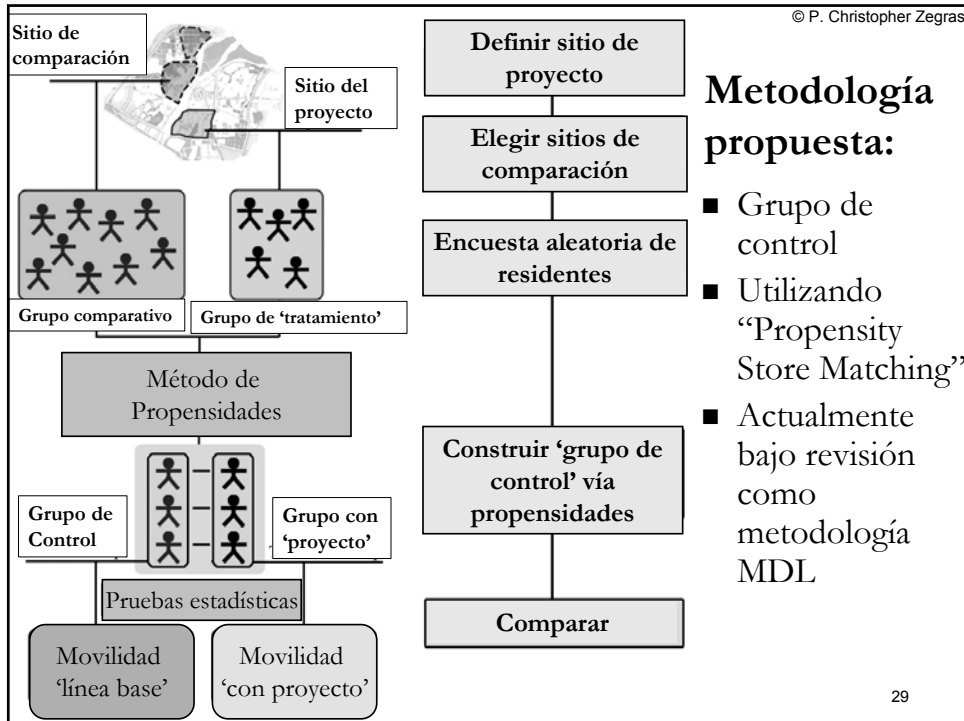 © P. Christopher Zegras
Sitio de
comparación
Sitio del
proyecto
Grupo comparativo
Grupo de ‘tratamiento’
Método de
Propensidades
Grupo de
Control
Grupo con
‘proyecto’
Pruebas estadísticas
Movilidad
‘línea base’
Movilidad
‘con proyecto’
Definir sitio de
proyecto
Elegir sitios de
comparación
Encuesta aleatoria de
residentes
Construir ‘grupo de
control’ vía
propensidades
Comparar
Metodología
propuesta:
■ Grupo de
control
■ Utilizando
“Propensity
Store Matching”
■ Actualmente
bajo revisión
como
metodología
MDL
29